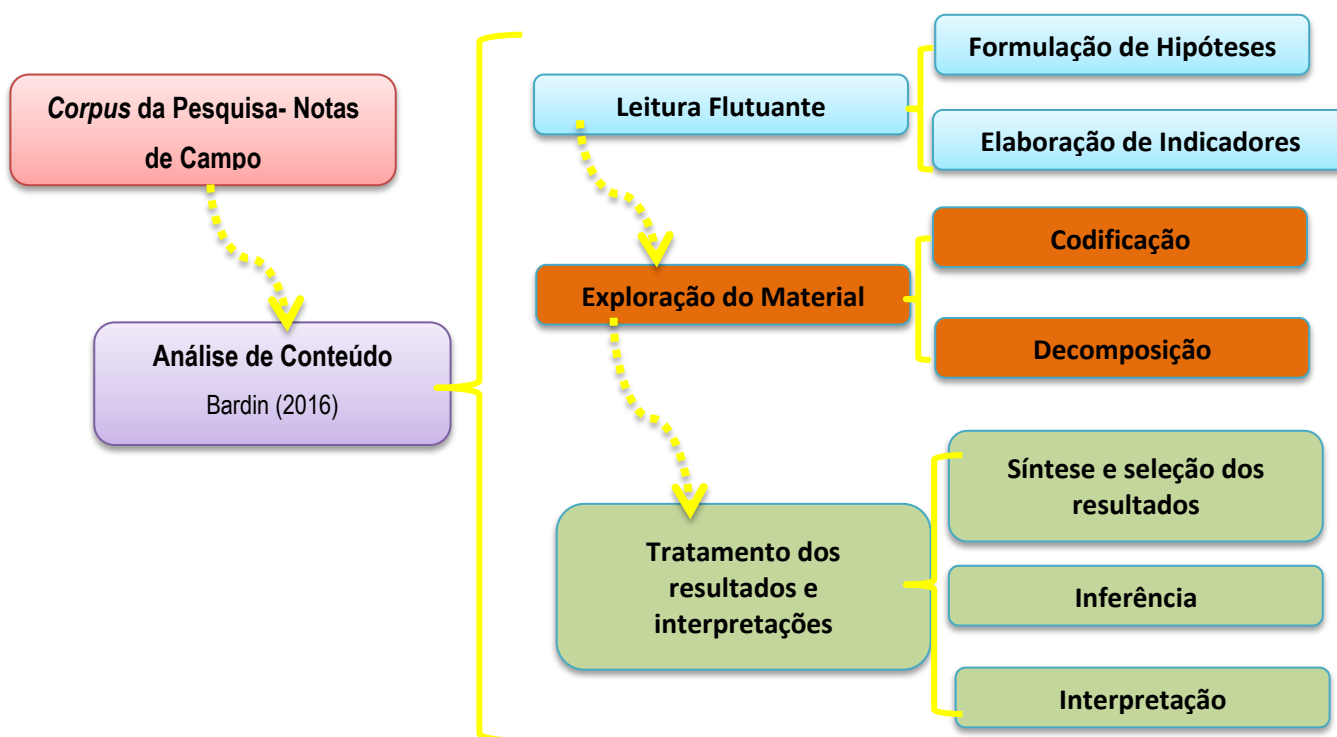 Corpus da Pesquisa- Notas
de Campo
Análise de Conteúdo
Bardin (2016)
Leitura Flutuante
Formulação de Hipóteses
Elaboração de Indicadores
Exploração do Material
Codificação
Decomposição
Tratamento dos
resultados e
interpretações
Síntese e seleção dos
resultados
Inferência
Interpretação